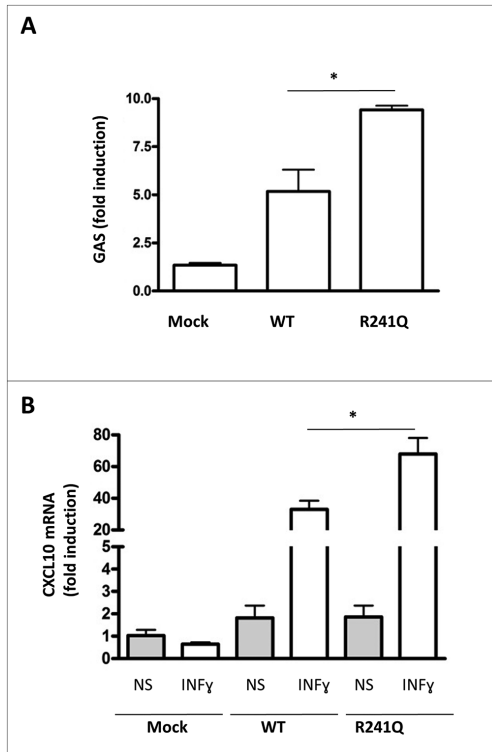 A
*
GAS (fold induction)
10.0
7.5
5.0
2.5
0.0
Mock WT R241Q
B
*
CXCL10 mRNA
(fold induction)
80
60
40
20
5
4
3
2
1
0
NS INFɣ NS INFɣ NS INFɣ
Mock WT R241Q